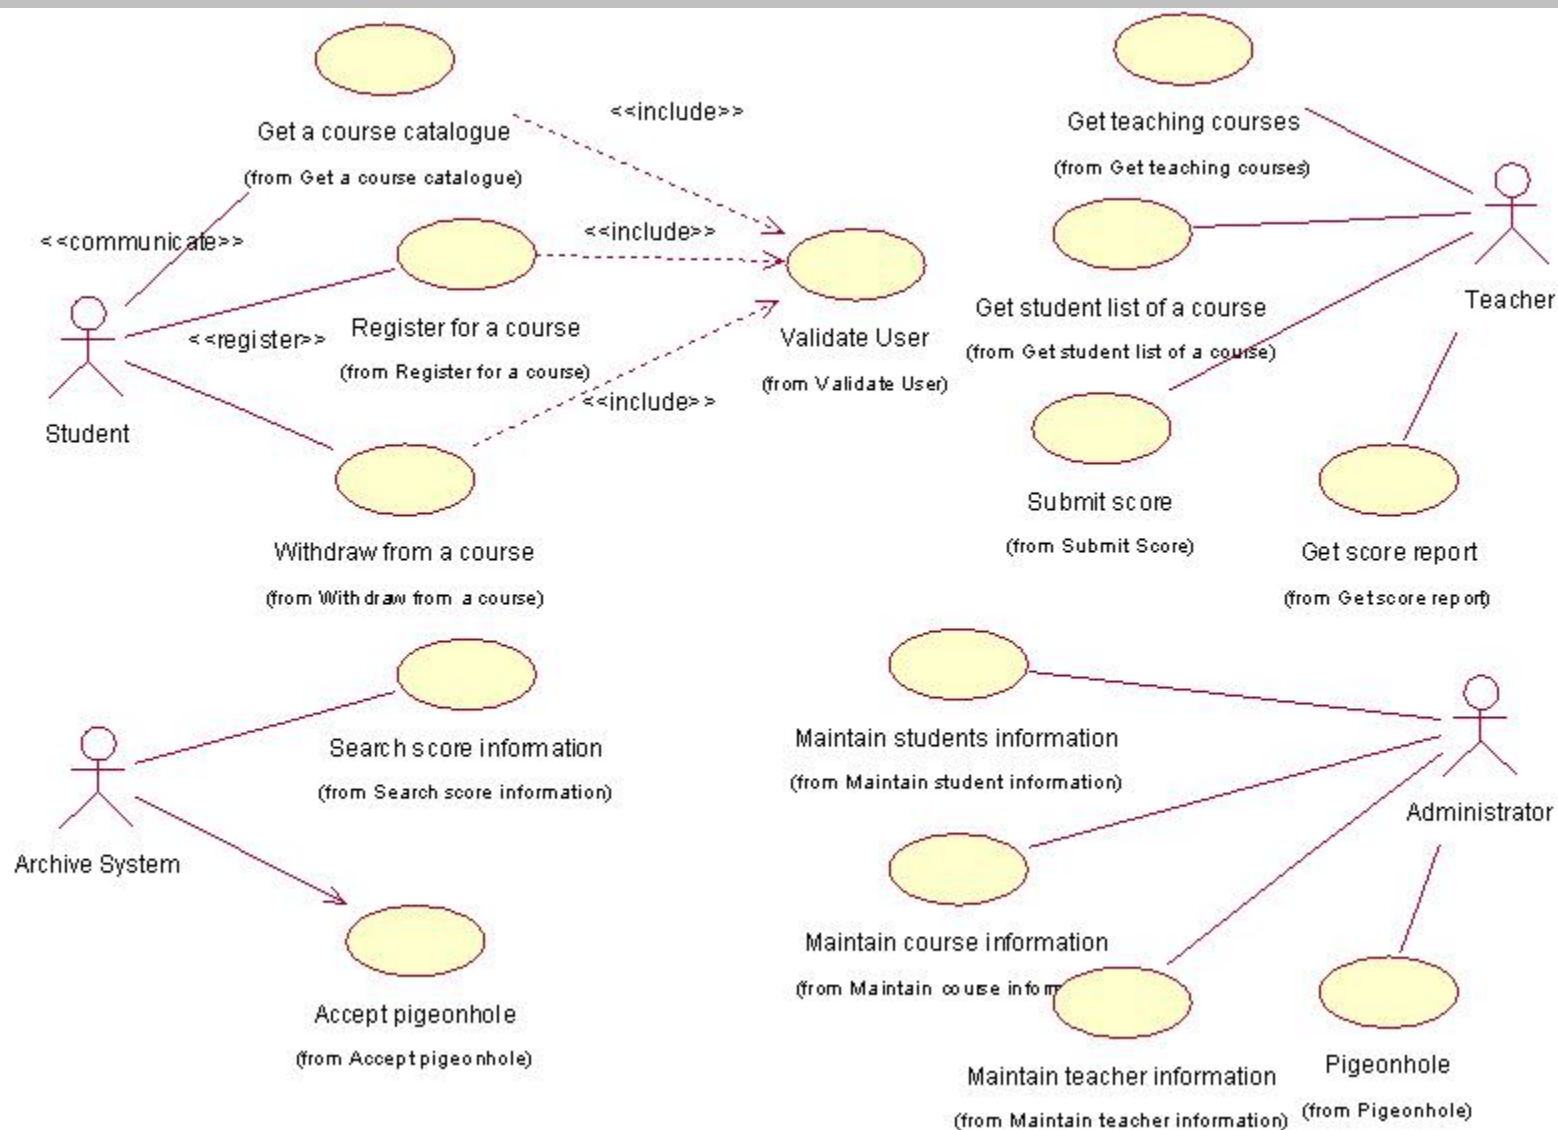 Get a course catalogue
(from Get a course catalogue)
<<include>>
<<communicate>>
<<include>>
<<register>>
Register for a course
(from Register for a course)
Validate User
(from Validate User)
<<include>>
Student
Withdraw from a course
(from Withdraw from a course)
Get teaching courses
(from Get teaching courses)
Teacher
Get student list of a course
(from Get student list of a course)
Submit score
(from Submit Score)
Get score report
(from Get score report)
Search score information
(from Search score information)
Archive System
Accept pigeonhole
(from Accept pigeonhole)
Maintain students information
(from Maintain student information)
Administrator
Maintain course information
(from Maintain course inform
Maintain teacher information
(from Maintain teacher information)
Pigeonhole
(from Pigeonhole)